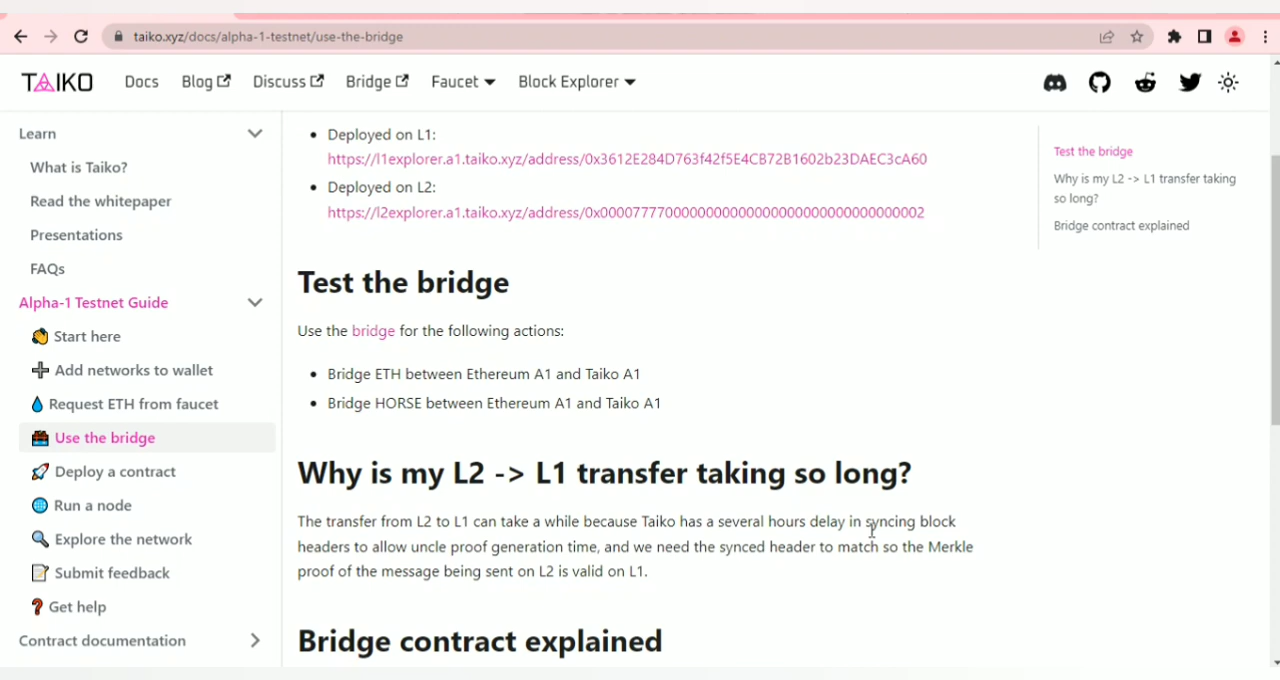 taiko.xyz/docs/alpha-1-testnet/use-the-bridge
TAIKO
Docs
Blog
Discuss
Bridge
Faucet
Block Explorer
Learn
What is Taiko?
Read the whitepaper
Presentations
FAQs
Alpha-1 Testnet Guide
Start here
Add networks to wallet
Request ETH from faucet
Use the bridge
Deploy a contract
Run a node
Explore the network
Submit feedback
Get help
Contract documentation
Deployed on L1:
https://l1explorer.a1.taiko.xyz/address/0x3612E284D763f42f5E4CB72B1602b23DAEC3cA60
Deployed on L2:
https://l2explorer.a1.taiko.xyz/address/0x0000777700000000000000000000000000000002
Test the bridge
Use the bridge for the following actions:
Bridge ETH between Ethereum A1 and Taiko A1
Bridge HORSE between Ethereum A1 and Taiko A1
Why is my L2 -> L1 transfer taking so long?
The transfer from L2 to L1 can take a while because Taiko has a several hours delay in syncing block
headers to allow uncle proof generation time, and we need the synced header to match so the Merkle
proof of the message being sent on L2 is valid on L1.
Bridge contract explained
Test the bridge
Why is my L2 -> L1 transfer taking
so long?
Bridge contract explained